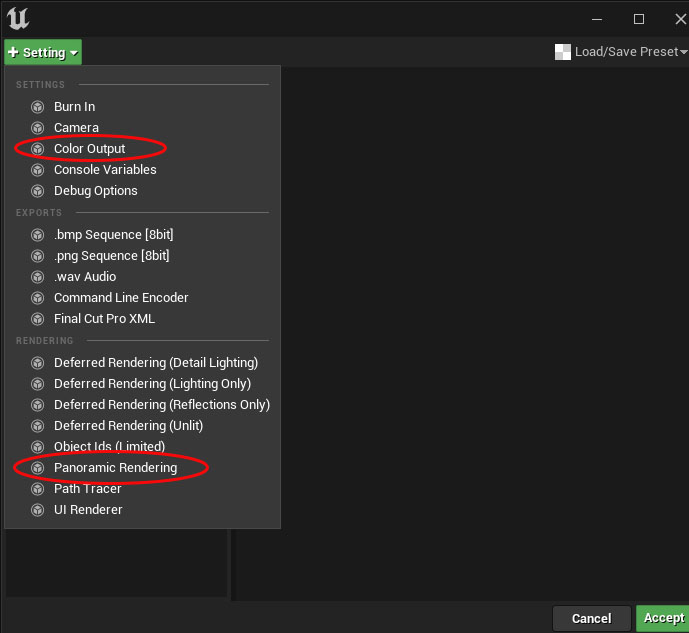 + Setting
Load/Save Preset
SETTINGS
Burn In
Camera
Color Output
Console Variables
Debug Options
EXPORTS
.bmp Sequence [8bit]
.png Sequence [8bit]
.wav Audio
Command Line Encoder
Final Cut Pro XML
RENDERING
Deferred Rendering (Detail Lighting)
Deferred Rendering (Lighting Only)
Deferred Rendering (Reflections Only)
Deferred Rendering (Unlit)
Object Ids (Limited)
Panoramic Rendering
Path Tracer
UI Renderer
Cancel
Accept